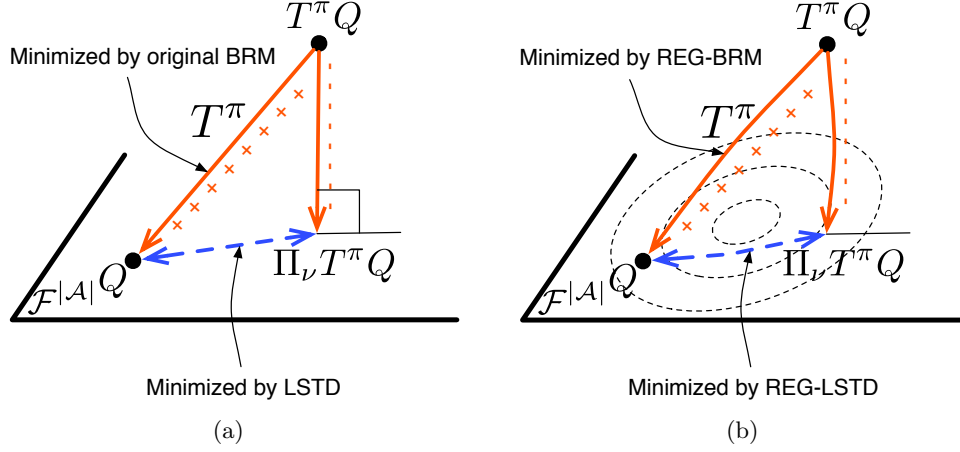 T^π Q
Minimized by original BRM
T^π
Q
Π_ν T^π Q
F^|A|
Minimized by LSTD
(a)
T^π Q
Minimized by REG-BRM
T^π
Q
Π_ν T^π Q
F^|A|
Minimized by REG-LSTD
(b)